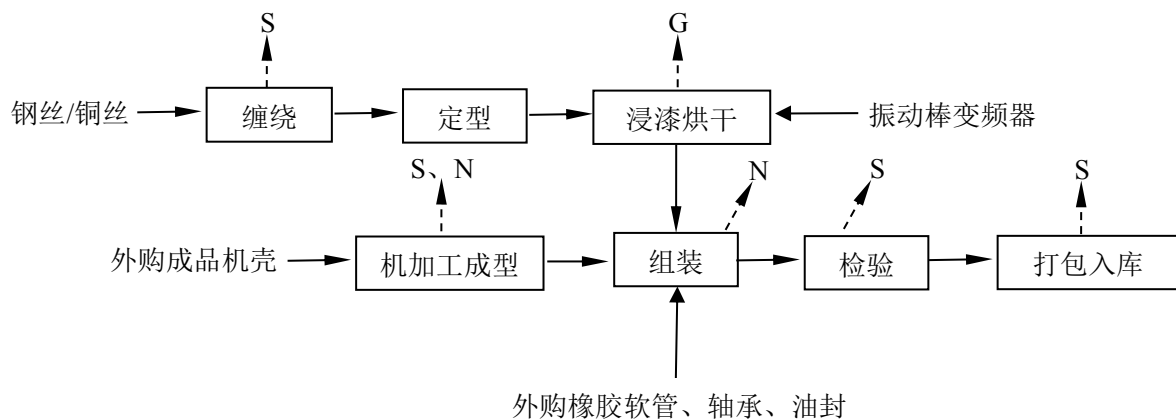 S
G
钢丝/铜丝
缠绕
定型
浸漆烘干
振动棒变频器
S、N
N
S
S
外购成品机壳
机加工成型
组装
检验
打包入库
外购橡胶软管、轴承、油封